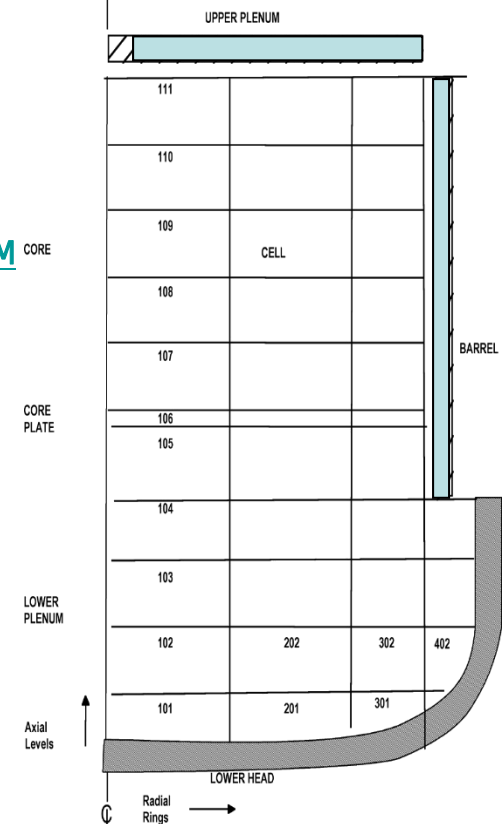 UPPER PLENUM
111
110
109
M
CORE
CELL
108
107
BARREL
CORE
PLATE
106
105
104
103
LOWER
PLENUM
102 202 302 402
101 201 301
Axial
Levels
LOWER HEAD
Radial
Rings